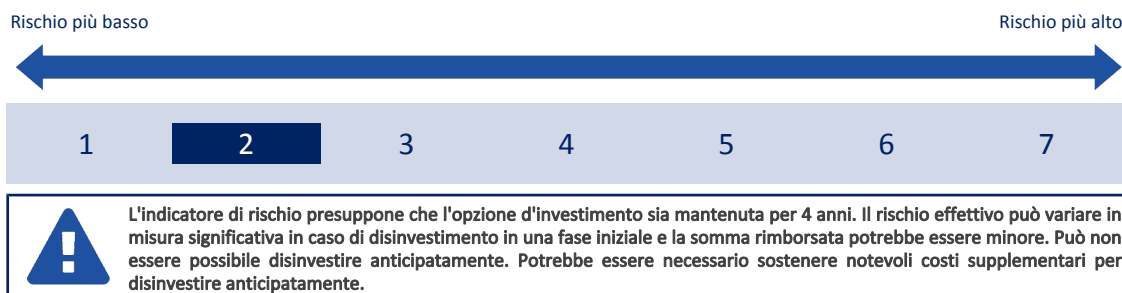 Rischio più basso
Rischio più alto
1 2 3 4 5 6 7
L'indicatore di rischio presuppone che l'opzione d'investimento sia mantenuta per 4 anni. Il rischio effettivo può variare in
misura significativa in caso di disinvestimento in una fase iniziale e la somma rimborsata potrebbe essere minore. Può non
essere possibile disinvestire anticipatamente. Potrebbe essere necessario sostenere notevoli costi supplementari per
disinvestire anticipatamente.